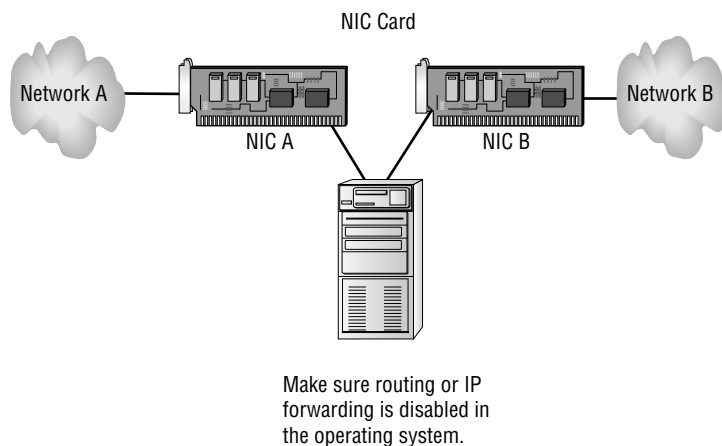 NIC Card
Network A
Network B
NIC A
NIC B
Make sure routing or IP
forwarding is disabled in
the operating system.